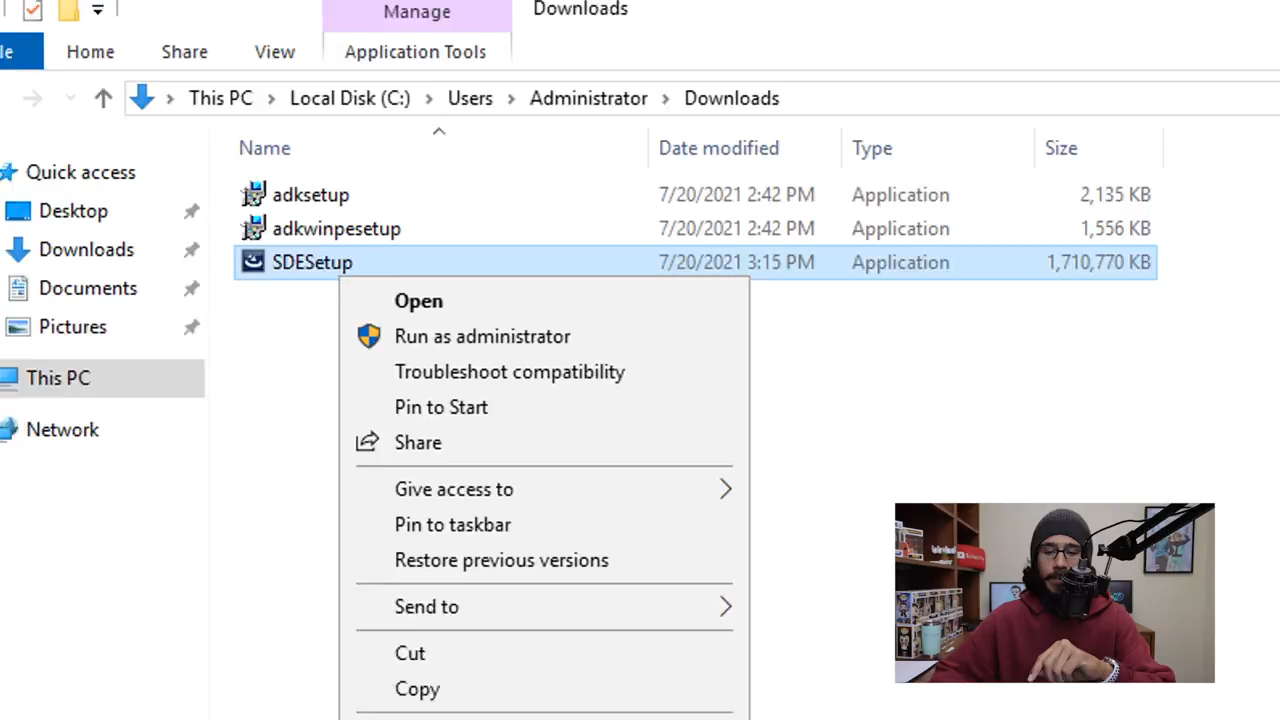 Manage
Downloads
le
Home
Share
View
Application Tools
This PC
Local Disk (C:)
Users
Administrator
Downloads
Name
Date modified
Type
Size
Quick access
Desktop
Downloads
Documents
Pictures
This PC
Network
adksetup 7/20/2021 2:42 PM Application 2,135 KB
adkwinpesetup 7/20/2021 2:42 PM Application 1,556 KB
SDESetup 7/20/2021 3:15 PM Application 1,710,770 KB
Open
Run as administrator
Troubleshoot compatibility
Pin to Start
Share
Give access to
Pin to taskbar
Restore previous versions
Send to
Cut
Copy